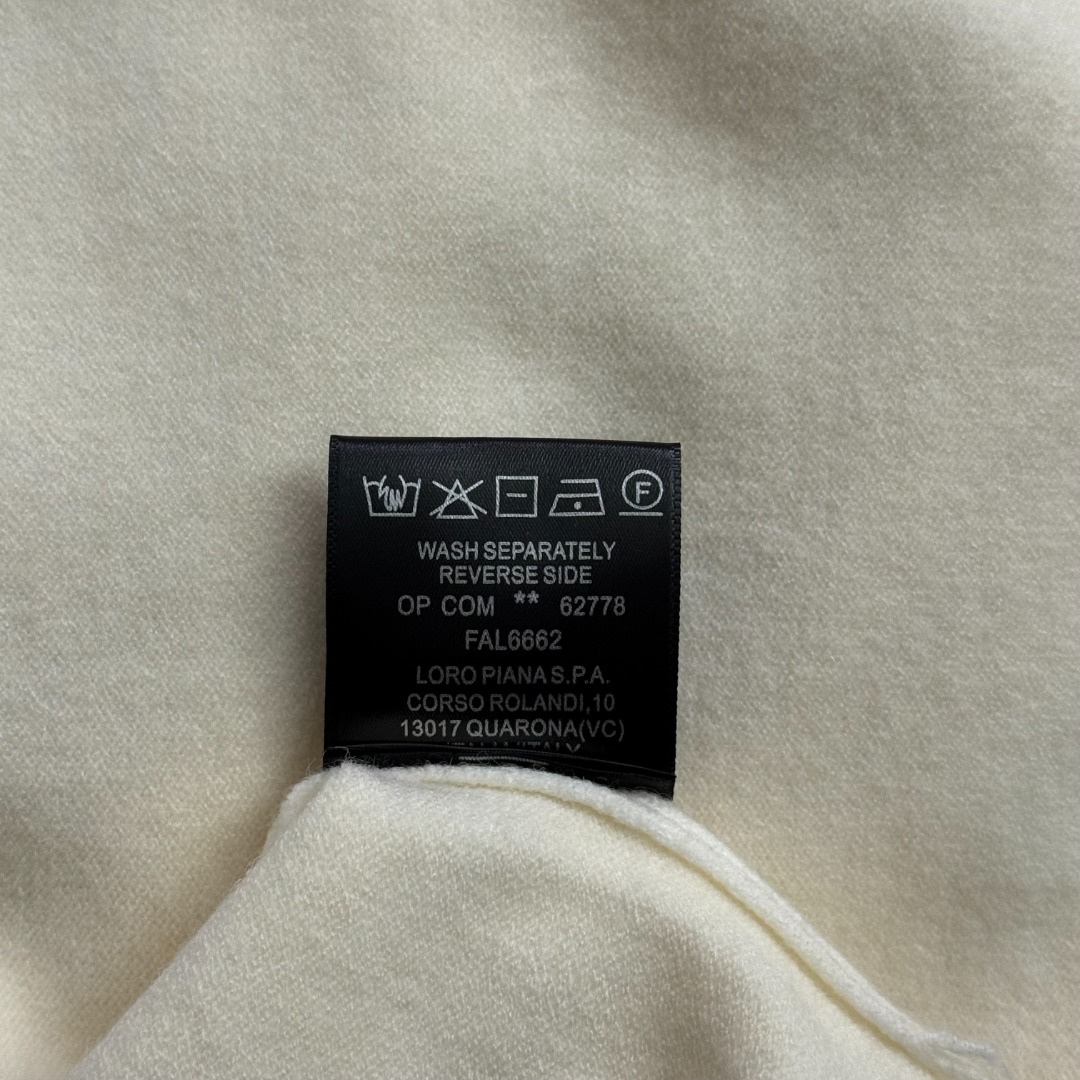 F
WASH SEPARATELY
REVERSE SIDE
OP COM ** 62778
FAL6662
LORO PIANA S.P.A.
CORSO ROLANDI,10
13017 QUARONA(VC)